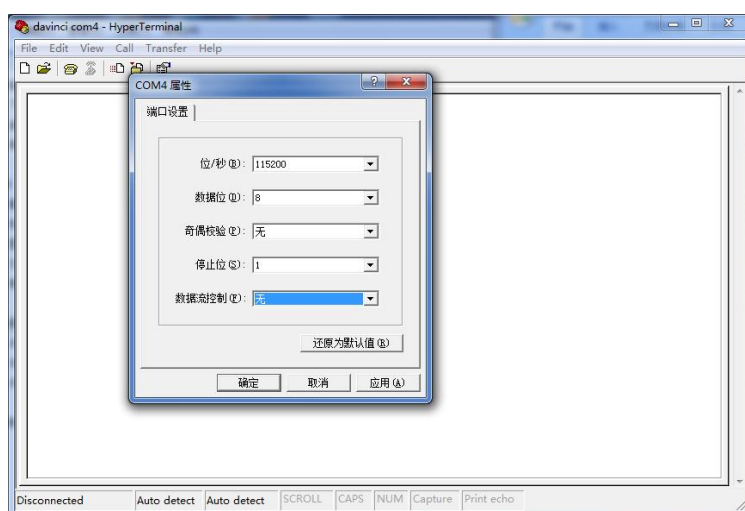 davinci com4 - HyperTerminal
File Edit View Call Transfer Help
COM4 属性
端口设置
位/秒(B): 115200
数据位(D): 8
奇偶校验(P): 无
停止位(S): 1
数据流控制(F): 无
还原为默认值(R)
确定 取消 应用(A)
Disconnected Auto detect Auto detect SCROLL CAPS NUM Capture Print echo